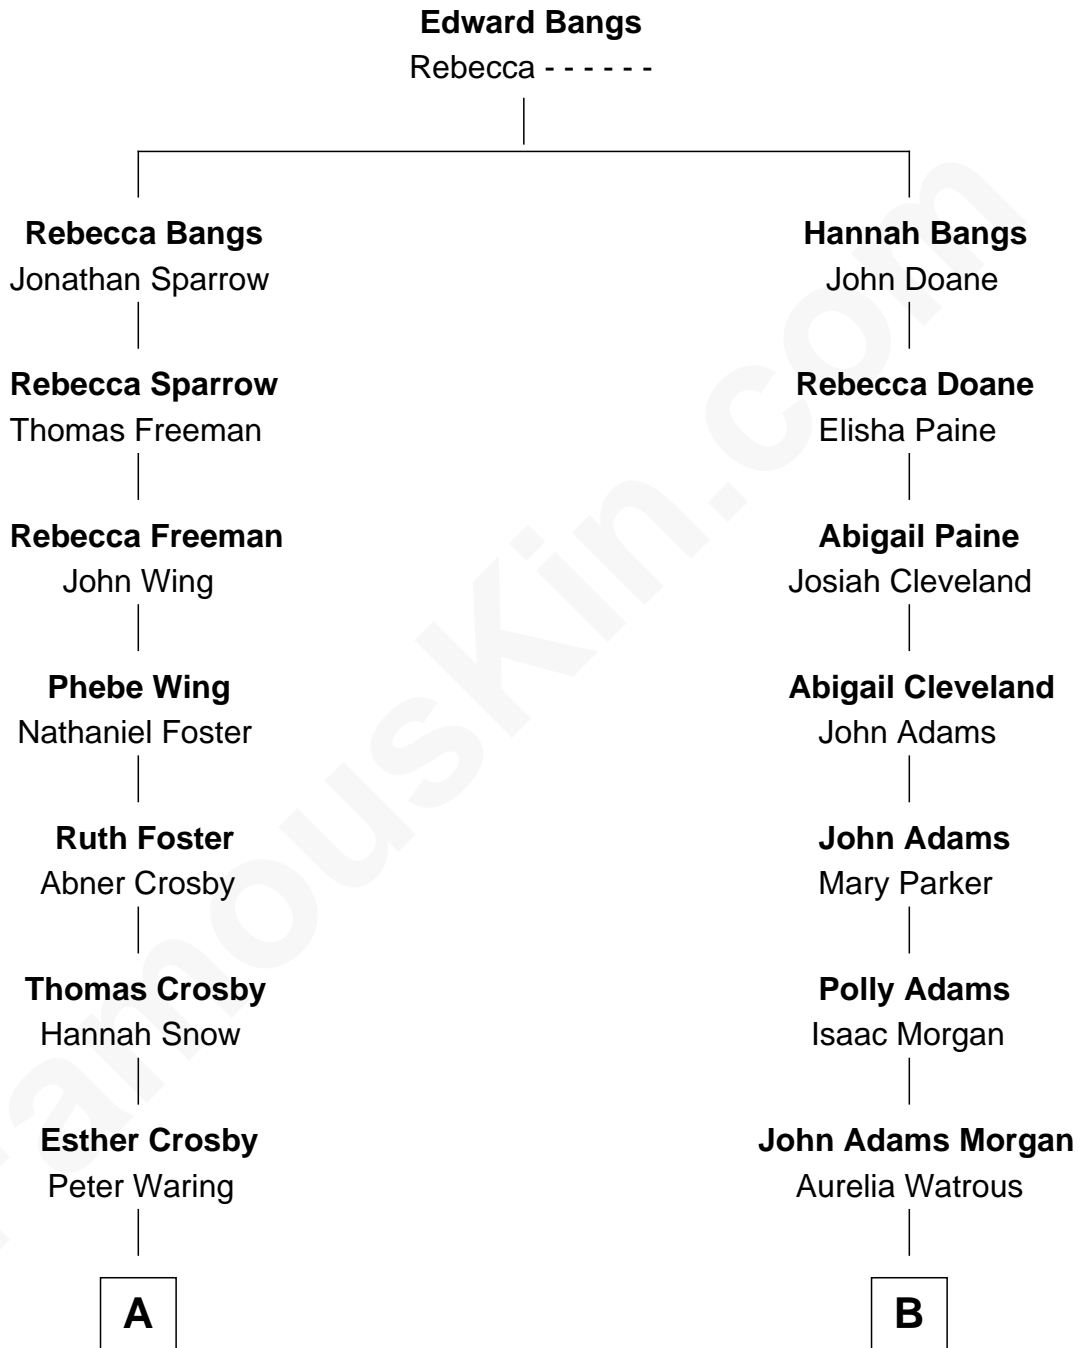 Edward Bangs
Rebecca - - - - - -
Rebecca Bangs
Jonathan Sparrow
Hannah Bangs
John Doane
Rebecca Sparrow
Thomas Freeman
Rebecca Doane
Elisha Paine
Rebecca Freeman
John Wing
Abigail Paine
Josiah Cleveland
Phebe Wing
Nathaniel Foster
Abigail Cleveland
John Adams
Ruth Foster
Abner Crosby
John Adams
Mary Parker
Thomas Crosby
Hannah Snow
Polly Adams
Isaac Morgan
Esther Crosby
Peter Waring
John Adams Morgan
Aurelia Watrous
A
B
FamousKin.com